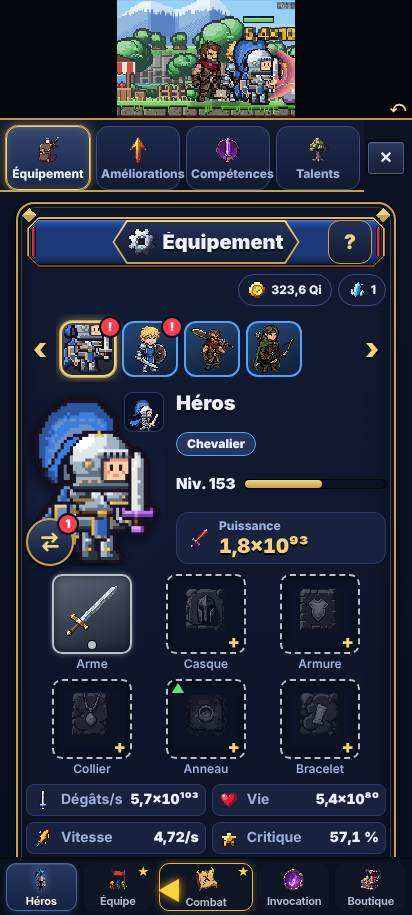 5,4×10
Équipement
Améliorations
Compétences
Talents
×
Équipement
?
323,6 Qi
1
!
!
Héros
Chevalier
Niv. 153
1
Puissance
1,8×10⁹³
Arme
Casque
Armure
Collier
Anneau
Bracelet
Dégâts/s 5,7×10¹⁰³
Vie 5,4×10⁸⁰
Vitesse 4,72/s
Critique 57,1 %
Héros
Équipe
Combat
Invocation
Boutique